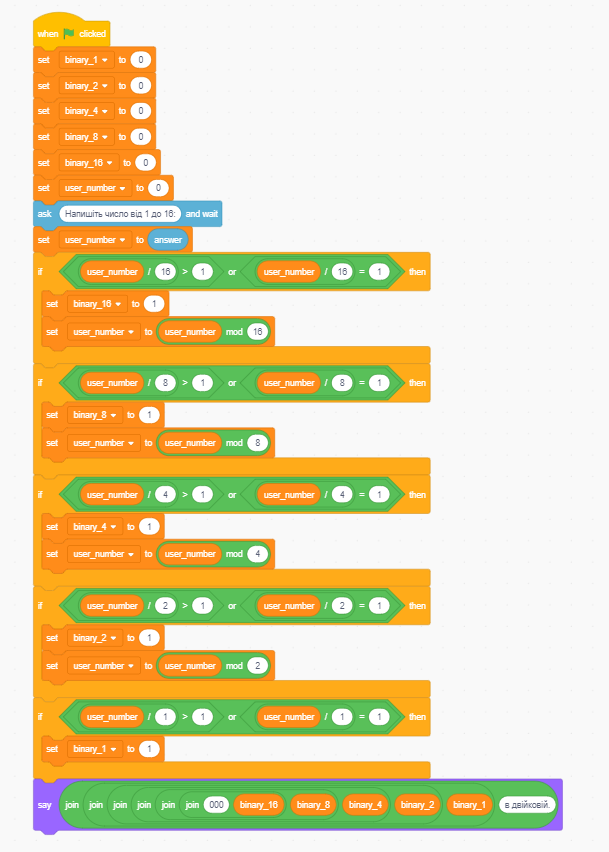 when clicked
set binary_1 to 0
set binary_2 to 0
set binary_4 to 0
set binary_8 to 0
set binary_16 to 0
set user_number to 0
ask Напишіть число від 1 до 16: and wait
set user_number to answer
if user_number / 16 > 1 or user_number / 16 = 1 then
set binary_16 to 1
set user_number to user_number mod 16
if user_number / 8 > 1 or user_number / 8 = 1 then
set binary_8 to 1
set user_number to user_number mod 8
if user_number / 4 > 1 or user_number / 4 = 1 then
set binary_4 to 1
set user_number to user_number mod 4
if user_number / 2 > 1 or user_number / 2 = 1 then
set binary_2 to 1
set user_number to user_number mod 2
if user_number / 1 > 1 or user_number / 1 = 1 then
set binary_1 to 1
say join join join join join join 000 binary_16 binary_8 binary_4 binary_2 binary_1 в двійковій.